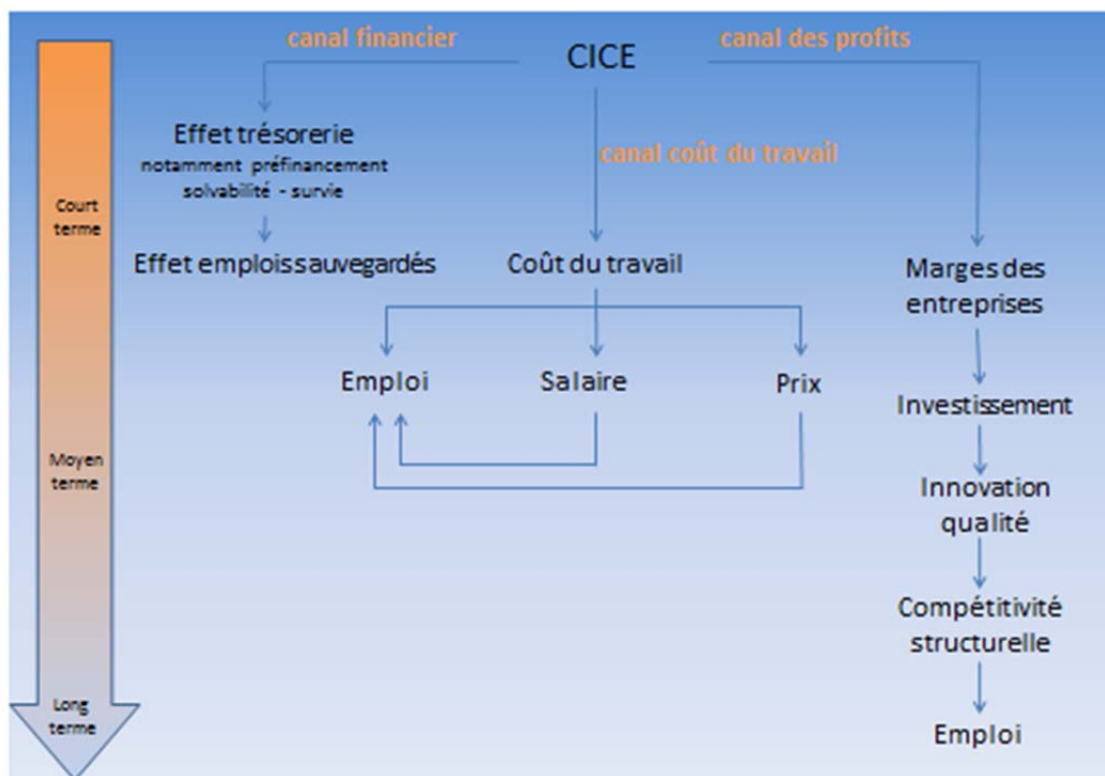 canal financier
CICE
canal des profits
Effet trésorerie
notamment préfinancement
solvabilité - survie
canal coût du travail
Court
terme
Effet emplois sauvegardés
Coût du travail
Marges des
entreprises
Emploi
Salaire
Prix
Investissement
Moyen
terme
Innovation
qualité
Compétitivité
structurelle
Long
terme
Emploi